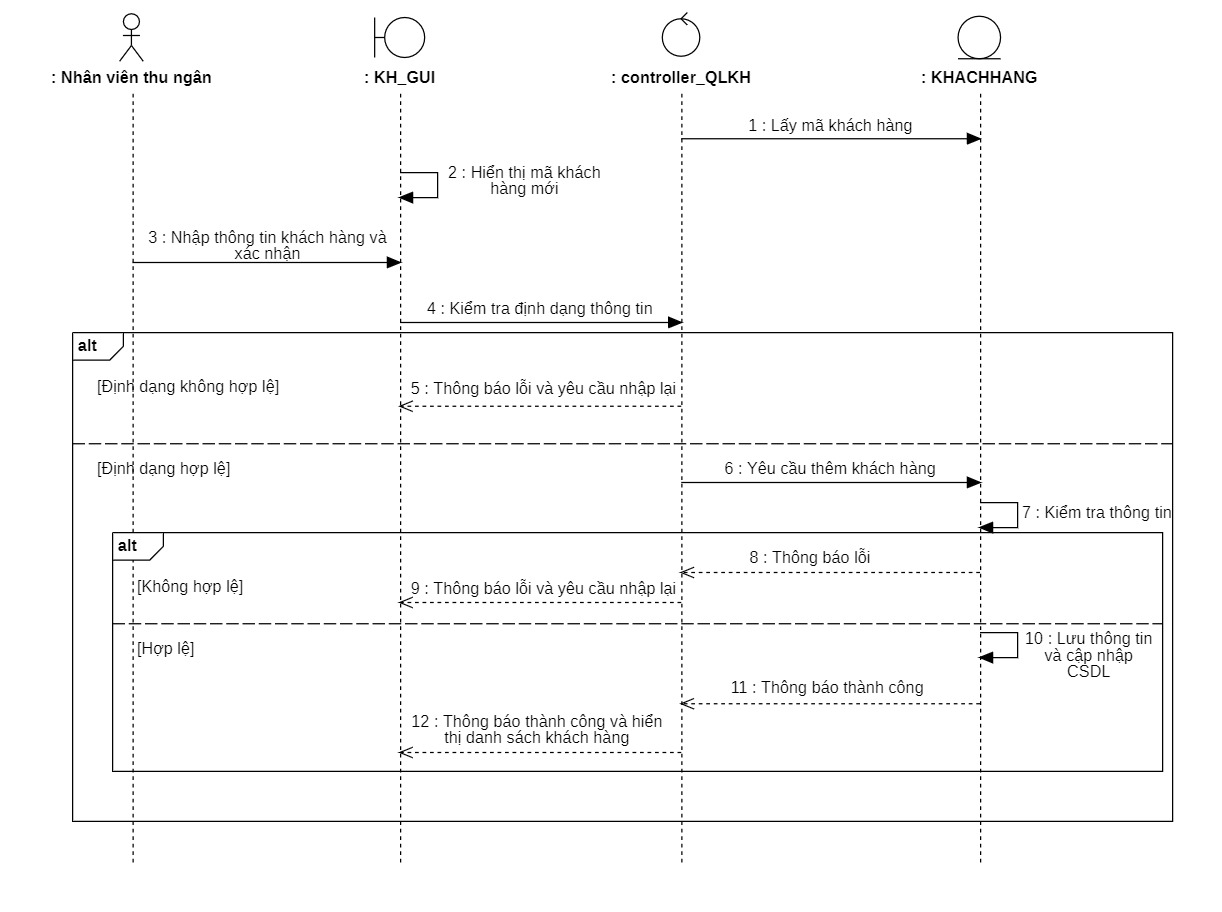 : Nhân viên thu ngân
: KH_GUI
: controller_QLKH
: KHACHHANG
1 : Lấy mã khách hàng
2 : Hiển thị mã khách
hàng mới
3 : Nhập thông tin khách hàng và
xác nhận
4 : Kiểm tra định dạng thông tin
alt
[Định dạng không hợp lệ]
5 : Thông báo lỗi và yêu cầu nhập lại
[Định dạng hợp lệ]
6 : Yêu cầu thêm khách hàng
7 : Kiểm tra thông tin
alt
8 : Thông báo lỗi
[Không hợp lệ]
9 : Thông báo lỗi và yêu cầu nhập lại
[Hợp lệ]
10 : Lưu thông tin
và cập nhập
CSDL
11 : Thông báo thành công
12 : Thông báo thành công và hiển
thị danh sách khách hàng